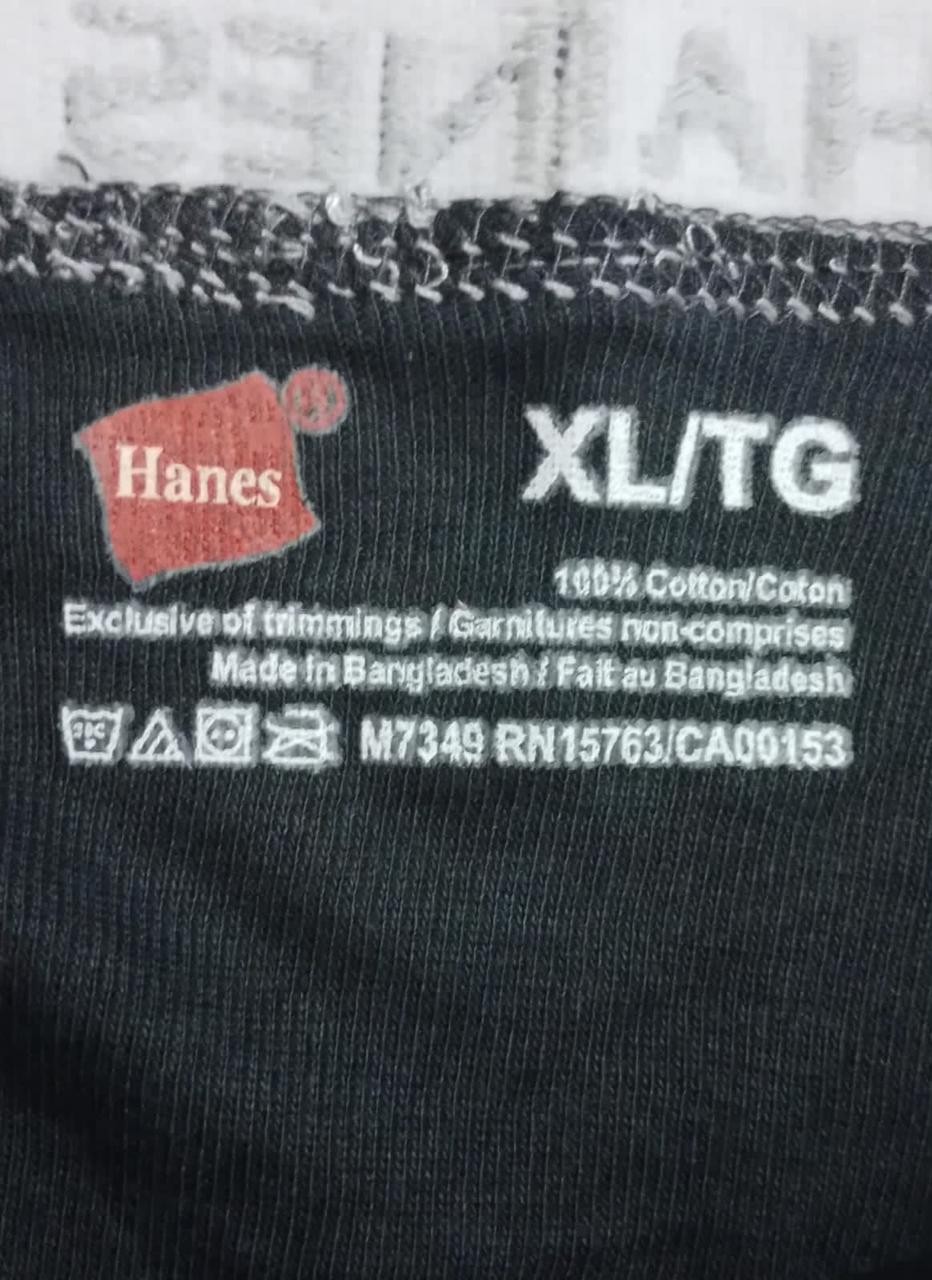 HANES
Hanes ®
XL/TG
100% Cotton/Coton
Exclusive of trimmings / Garnitures non-comprises
Made in Bangladesh / Fait au Bangladesh
M7349 RN15763/CA00153